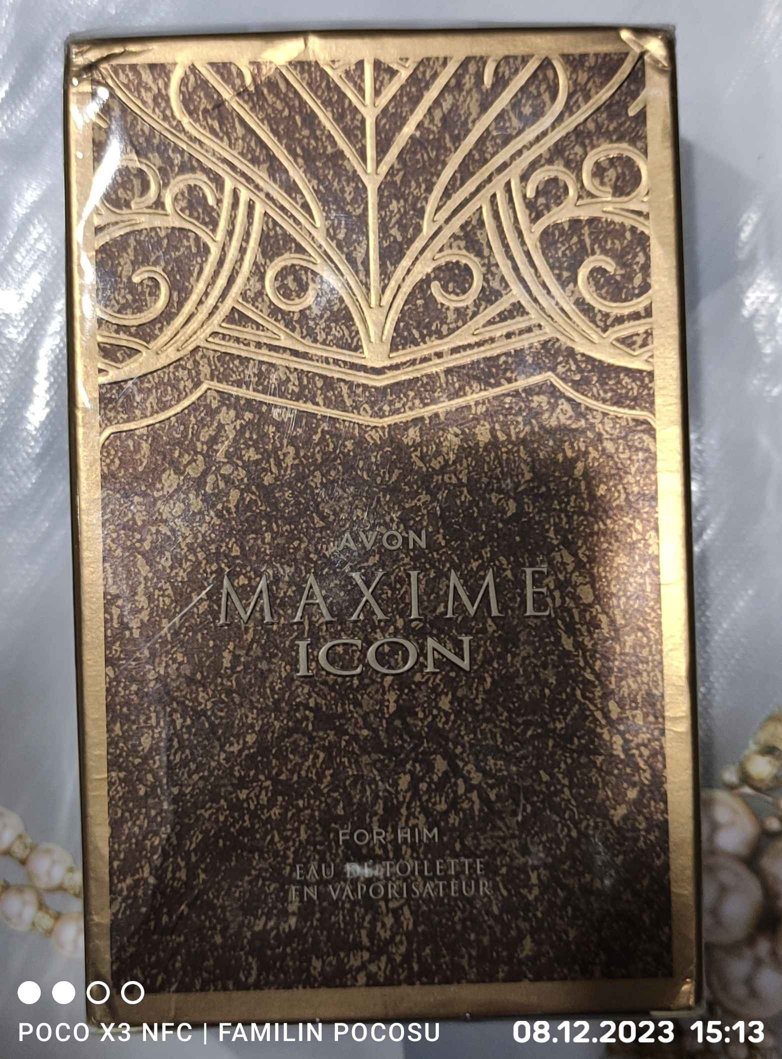 AVON
MAXIME
ICON
FOR HIM
EAU DE TOILETTE
EN VAPORISATEUR
POCO X3 NFC | FAMILIN POCOSU
08.12.2023 15:13